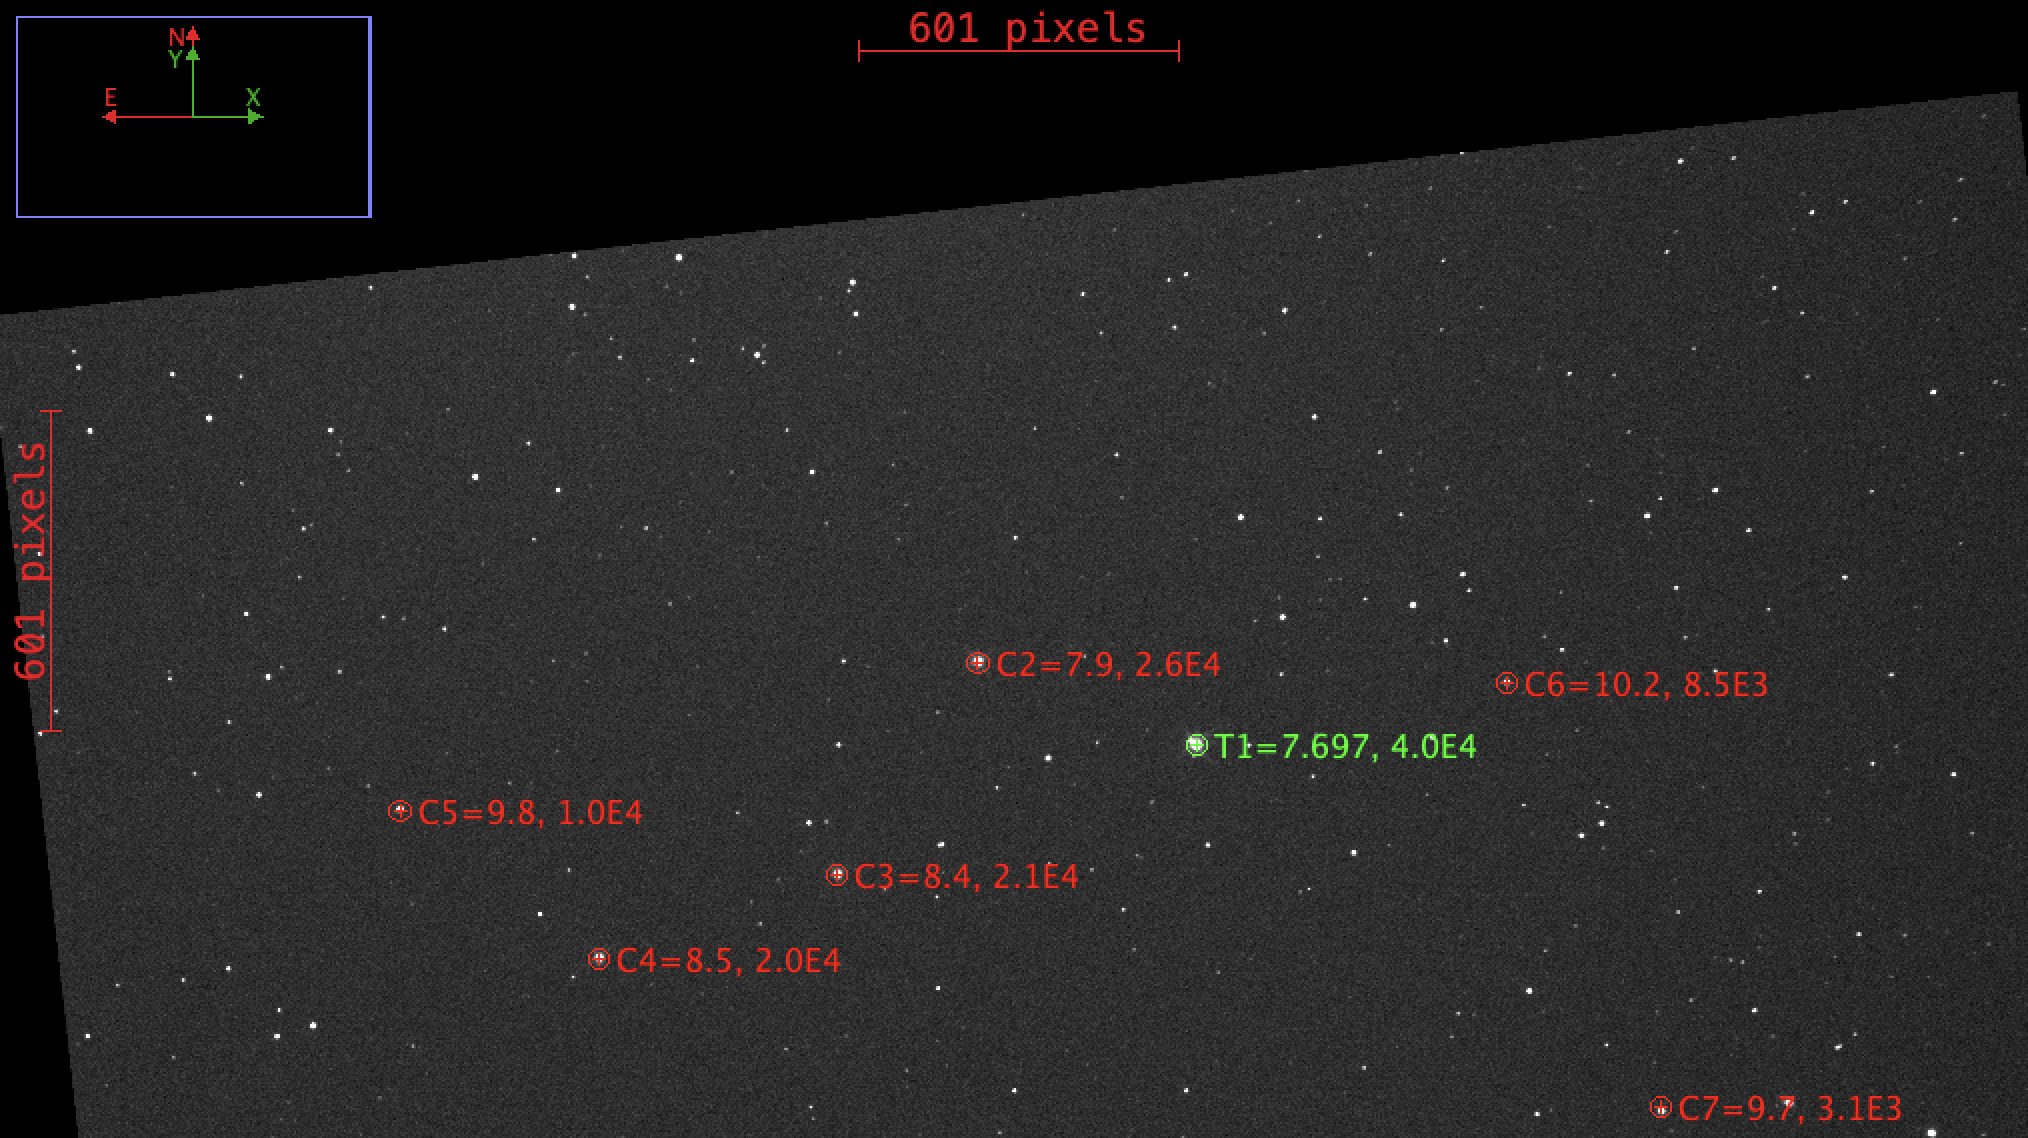 601 pixels
N
Y
E
X
601 pixels
C2=7.9, 2.6E4
C6=10.2, 8.5E3
T1=7.697, 4.0E4
C5=9.8, 1.0E4
C3=8.4, 2.1E4
C4=8.5, 2.0E4
C7=9.7, 3.1E3